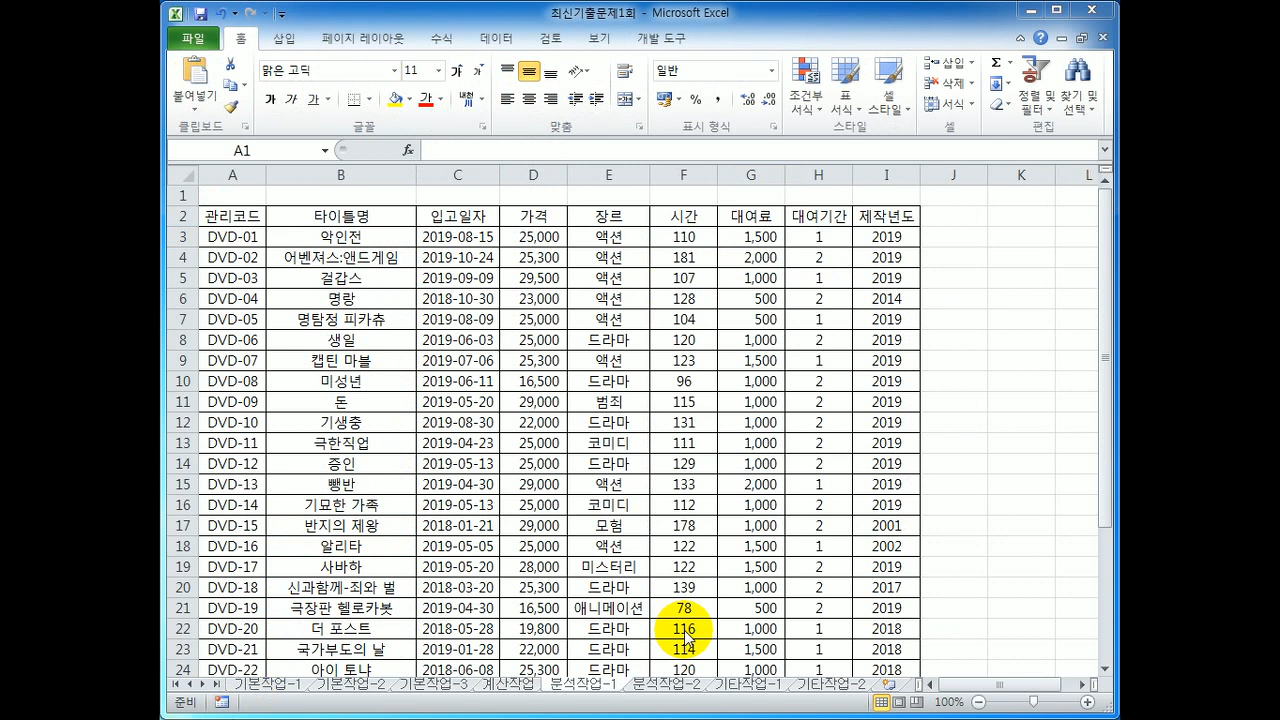 최신기출문제1회 - Microsoft Excel
파일 홈 삽입 페이지 레이아웃 수식 데이터 검토 보기 개발 도구
붙여넣기 맑은 고딕 11 가 가 일반 조건부 서식 표 서식 셀 스타일 삽입 삭제 서식 정렬 및 필터 찾기 및 선택
가 가 가 가 내천 % ,
클립보드 글꼴 맞춤 표시 형식 스타일 셀 편집
A1 fx
A B C D E F G H I J K L
1
2 관리코드 타이틀명 입고일자 가격 장르 시간 대여료 대여기간 제작년도
3 DVD-01 악인전 2019-08-15 25,000 액션 110 1,500 1 2019
4 DVD-02 어벤져스:앤드게임 2019-10-24 25,300 액션 181 2,000 2 2019
5 DVD-03 걸갑스 2019-09-09 29,500 액션 107 1,000 1 2019
6 DVD-04 명랑 2018-10-30 23,000 액션 128 500 2 2014
7 DVD-05 명탐정 피카츄 2019-08-09 25,000 액션 104 500 1 2019
8 DVD-06 생일 2019-06-03 25,000 드라마 120 1,000 2 2019
9 DVD-07 캡틴 마블 2019-07-06 25,300 액션 123 1,500 1 2019
10 DVD-08 미성년 2019-06-11 16,500 드라마 96 1,000 2 2019
11 DVD-09 돈 2019-05-20 29,000 범죄 115 1,000 2 2019
12 DVD-10 기생충 2019-08-30 22,000 드라마 131 1,000 2 2019
13 DVD-11 극한직업 2019-04-23 25,000 코미디 111 1,000 2 2019
14 DVD-12 증인 2019-05-13 25,000 드라마 129 1,000 2 2019
15 DVD-13 뺑반 2019-04-30 29,000 액션 133 2,000 1 2019
16 DVD-14 기묘한 가족 2019-05-13 25,000 코미디 112 1,000 2 2019
17 DVD-15 반지의 제왕 2018-01-21 29,000 모험 178 1,000 2 2001
18 DVD-16 알리타 2019-05-05 25,000 액션 122 1,500 1 2002
19 DVD-17 사바하 2019-05-20 28,000 미스터리 122 1,500 2 2019
20 DVD-18 신과함께-죄와 벌 2018-03-20 25,300 드라마 139 1,000 2 2017
21 DVD-19 극장판 헬로카봇 2019-04-30 16,500 애니메이션 78 500 2 2019
22 DVD-20 더 포스트 2018-05-28 19,800 드라마 116 1,000 1 2018
23 DVD-21 국가부도의 날 2019-01-28 22,000 드라마 114 1,500 1 2018
24 DVD-22 아이 토냐 2018-06-08 25,300 드라마 120 1,000 1 2018
기본작업-1 기본작업-2 기본작업-3 계산작업 분석작업-1 분석작업-2 기타작업-1 기타작업-2
준비 100%